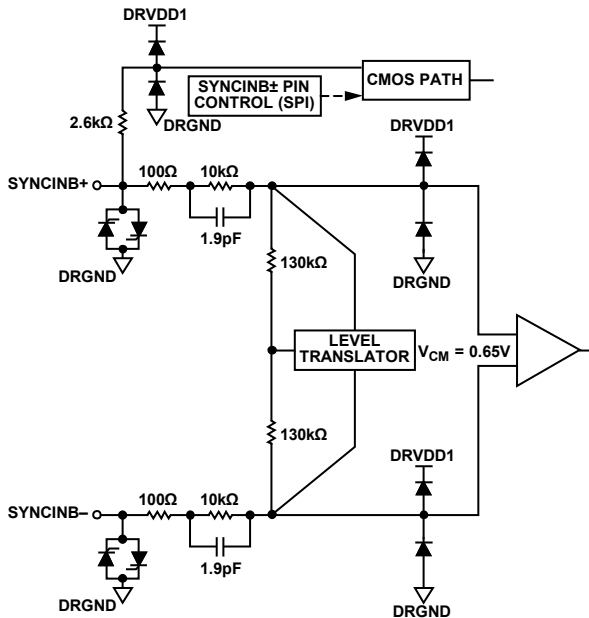 DRVDD1
CMOS PATH
SYNCINB± PIN
CONTROL (SPI)
DRGND
2.6kΩ
DRVDD1
100Ω
10kΩ
SYNCINB+
1.9pF
DRGND
130kΩ
DRGND
LEVEL
TRANSLATOR
VCM = 0.65V
130kΩ
DRVDD1
100Ω
10kΩ
SYNCINB–
1.9pF
DRGND
DRGND